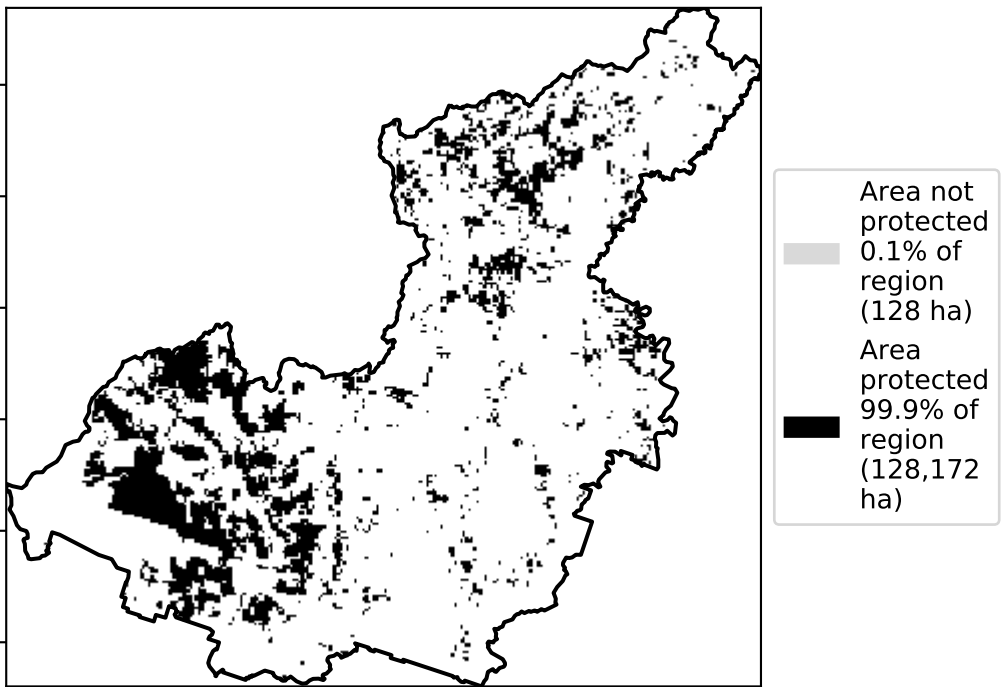 Area not
protected
0.1% of
region
(128 ha)
Area
protected
99.9% of
region
(128,172
ha)